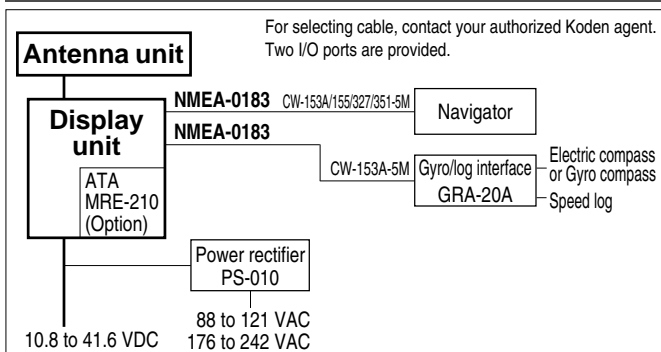 For selecting cable, contact your authorized Koden agent.
Two I/O ports are provided.
Antenna unit
NMEA-0183 CW-153A/155/327/351-5M
Navigator
Display
unit
NMEA-0183
CW-153A-5M
Gyro/log interface
GRA-20A
Electric compass
or Gyro compass
Speed log
ATA
MRE-210
(Option)
Power rectifier
PS-010
10.8 to 41.6 VDC
88 to 121 VAC
176 to 242 VAC